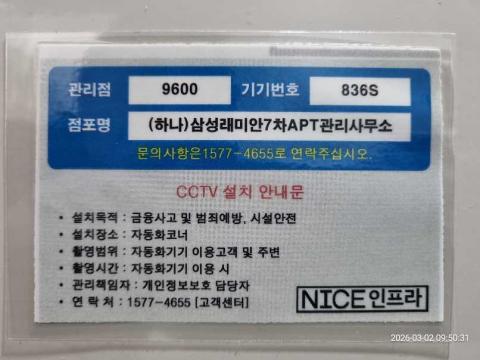 관리점 9600 기기번호 836S
점포명 (하나)삼성래미안7차APT관리사무소
문의사항은1577-4655로 연락주십시오.
CCTV 설치 안내문
• 설치목적 : 금융사고 및 범죄예방, 시설안전
• 설치장소 : 자동화코너
• 촬영범위 : 자동화기기 이용고객 및 주변
• 촬영시간 : 자동화기기 이용 시
• 관리책임자 : 개인정보보호 담당자
• 연 락 처 : 1577-4655 [고객센터]
NICE인프라
2026-03-02 09:50:31